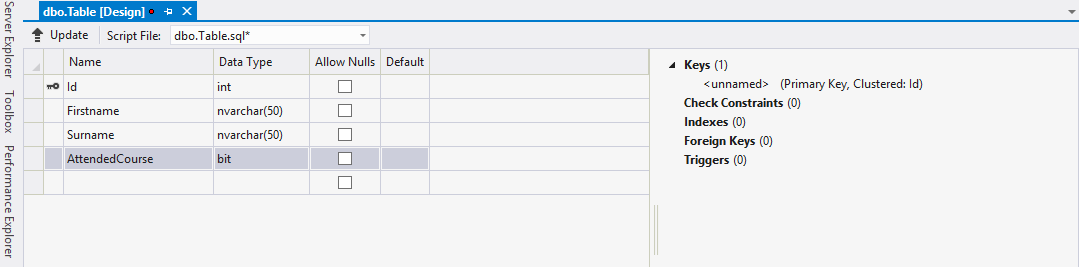 dbo.Table [Design]
Update Script File: dbo.Table.sql*
Server Explorer
Toolbox
Performance Explorer
Name Data Type Allow Nulls Default
Id int
Firstname nvarchar(50)
Surname nvarchar(50)
AttendedCourse bit
Keys (1)
<unnamed> (Primary Key, Clustered: Id)
Check Constraints (0)
Indexes (0)
Foreign Keys (0)
Triggers (0)